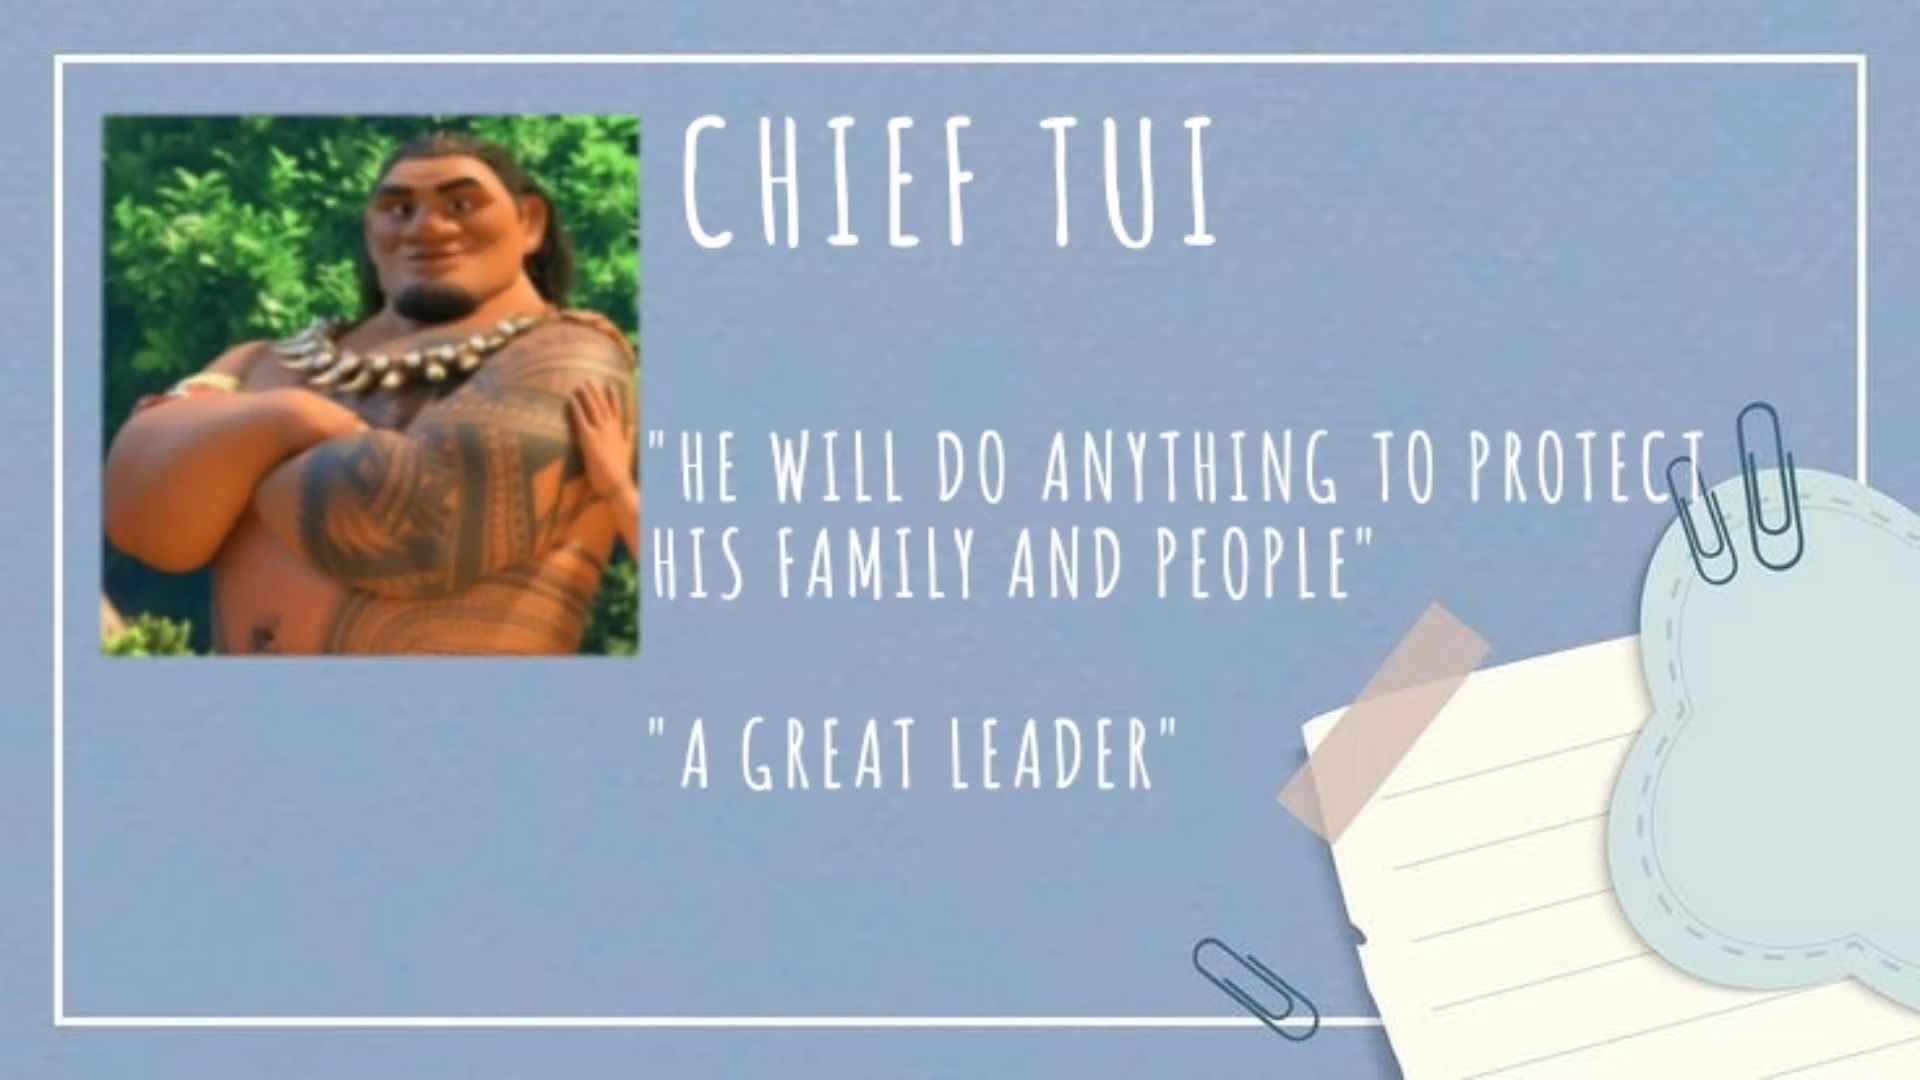 CHIEF TUI
"HE WILL DO ANYTHING TO PROTECT
HIS FAMILY AND PEOPLE"
"A GREAT LEADER"